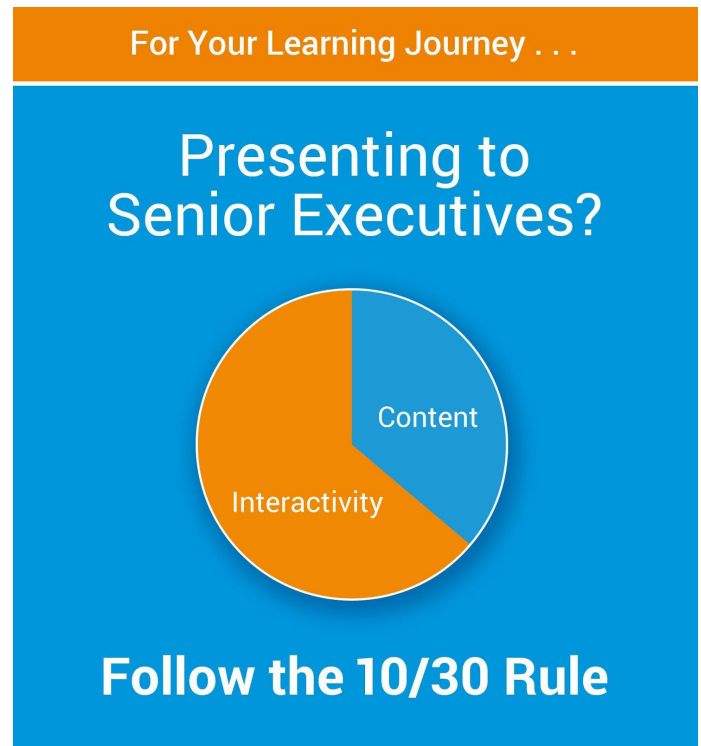 For Your Learning Journey . . .
Presenting to
Senior Executives?
Content
Interactivity
Follow the 10/30 Rule